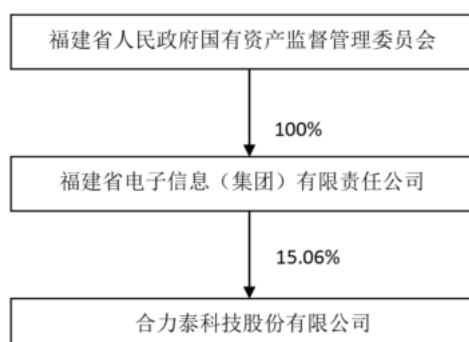 福建省人民政府国有资产监督管理委员会
100%
福建省电子信息（集团）有限责任公司
15.06%
合力泰科技股份有限公司